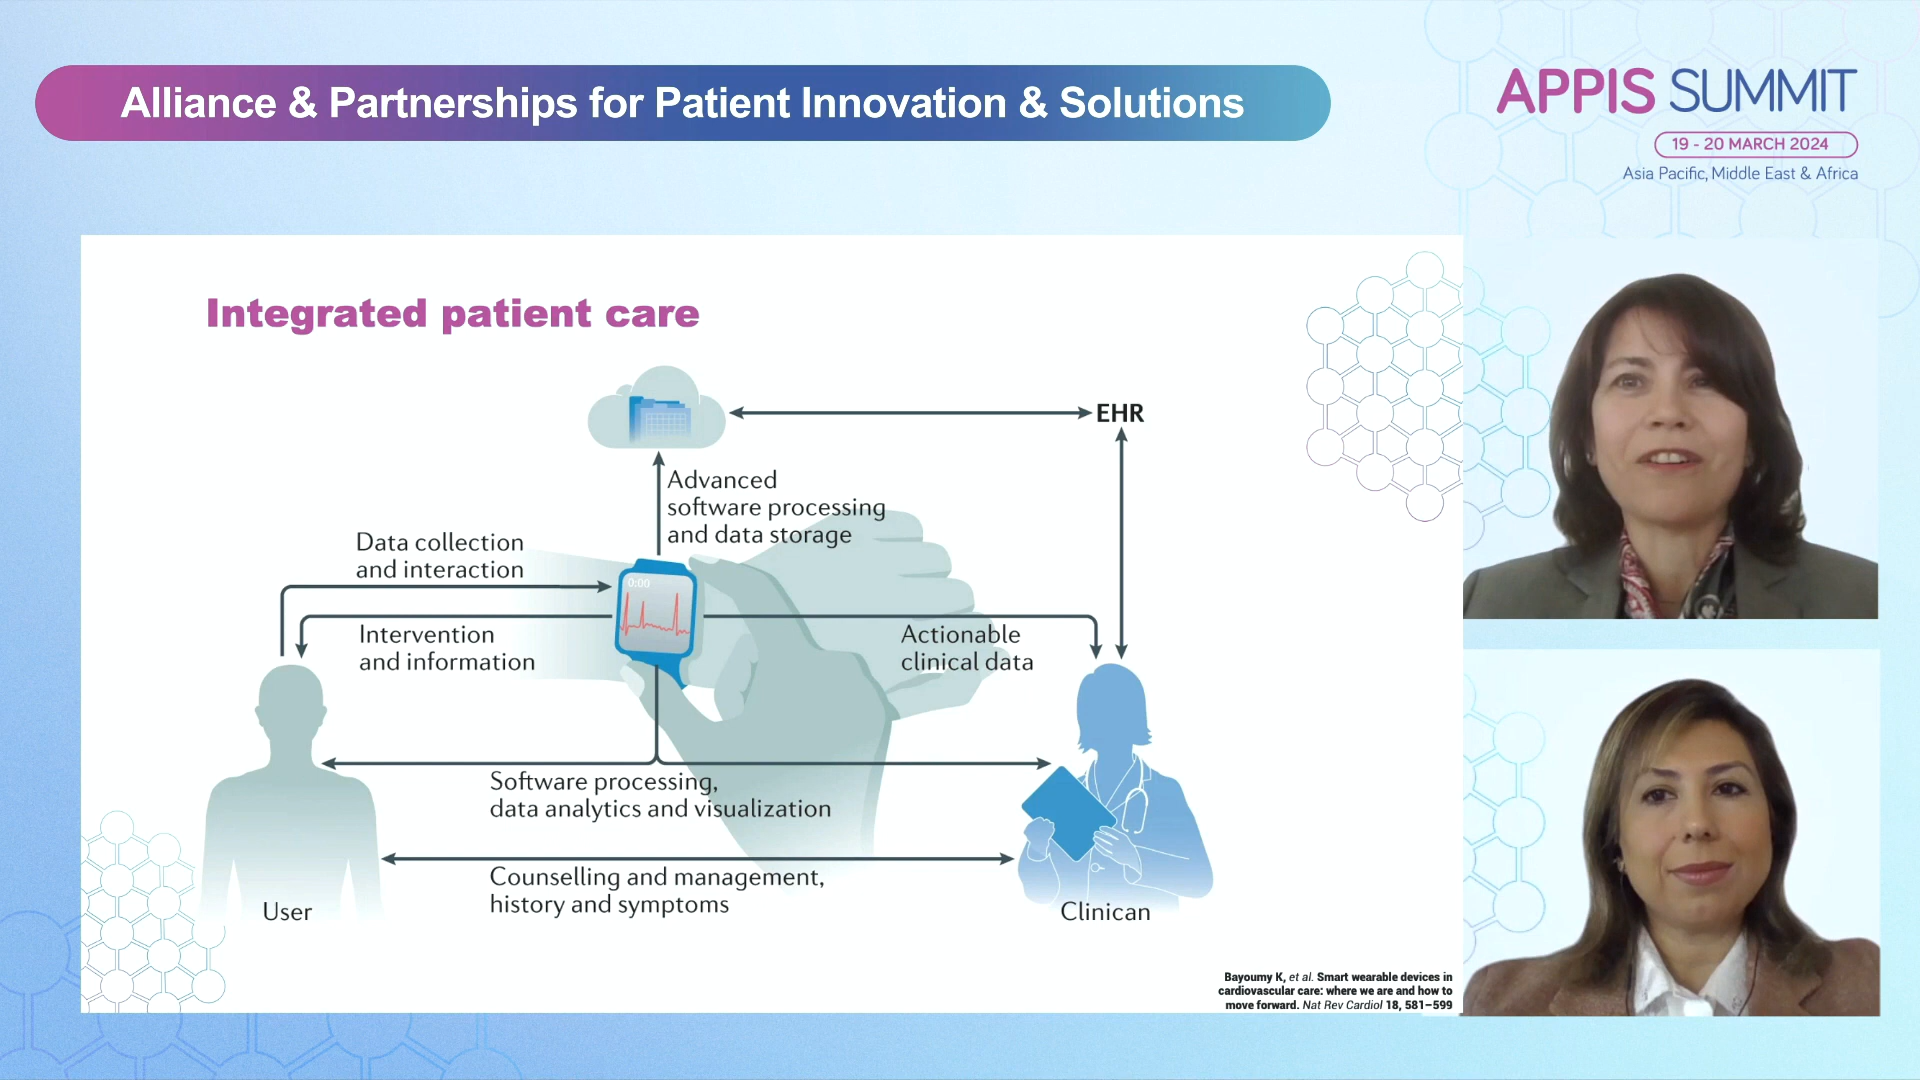 Alliance & Partnerships for Patient Innovation & Solutions
APPIS SUMMIT
19 - 20 MARCH 2024
Asia Pacific, Middle East & Africa
Integrated patient care
EHR
Advanced
software processing
and data storage
Data collection
and interaction
0:00
Intervention
and information
Actionable
clinical data
Software processing,
data analytics and visualization
Counselling and management,
history and symptoms
User
Clinican
Bayoumy K, et al. Smart wearable devices in
cardiovascular care: where we are and how to
move forward. Nat Rev Cardiol 18, 581–599